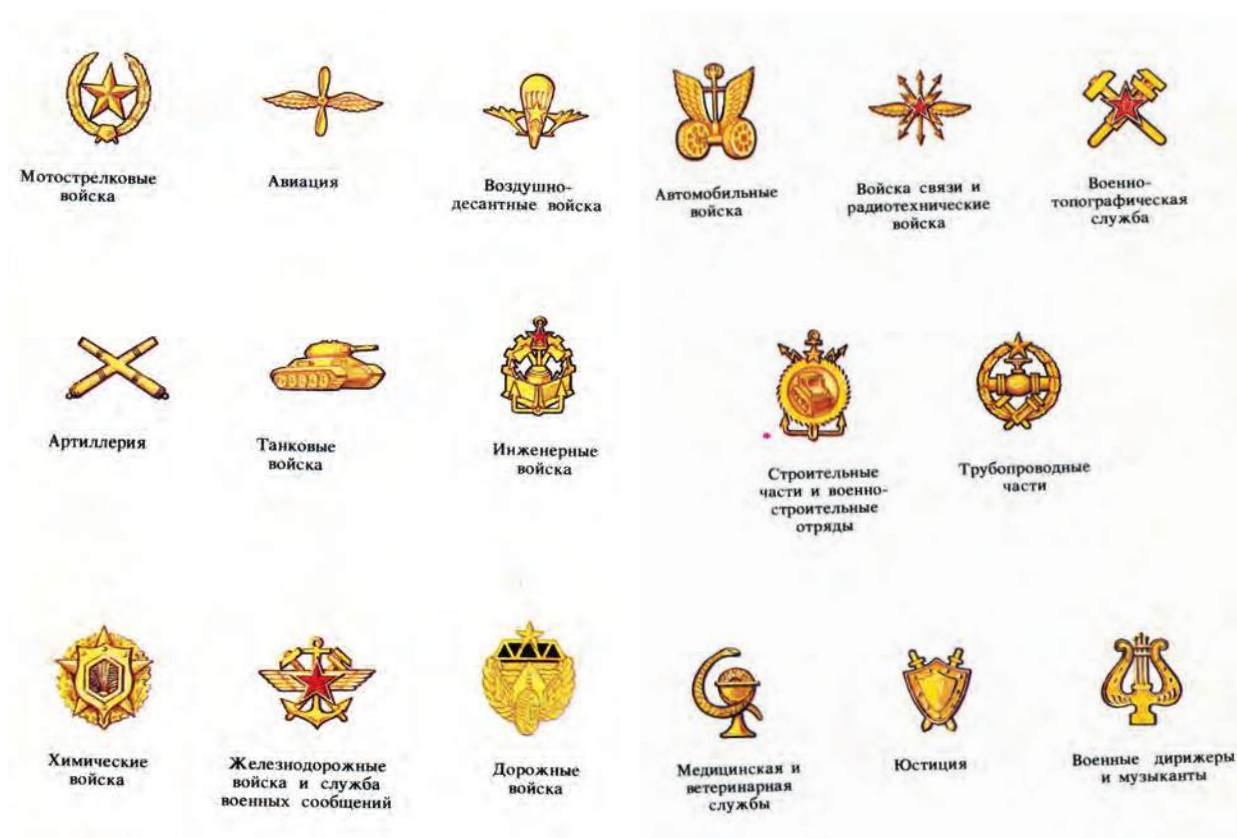 Мотострелковые
войска
Авиация
Воздушно-
десантные войска
Автомобильные
войска
Войска связи и
радиотехнические
войска
Военно-
топографическая
служба
Артиллерия
Танковые
войска
Инженерные
войска
Строительные
части и военно-
строительные
отряды
Трубопроводные
части
Химические
войска
Железнодорожные
войска и служба
военных сообщений
Дорожные
войска
Медицинская и
ветеринарная
службы
Юстиция
Военные дирижеры
и музыканты